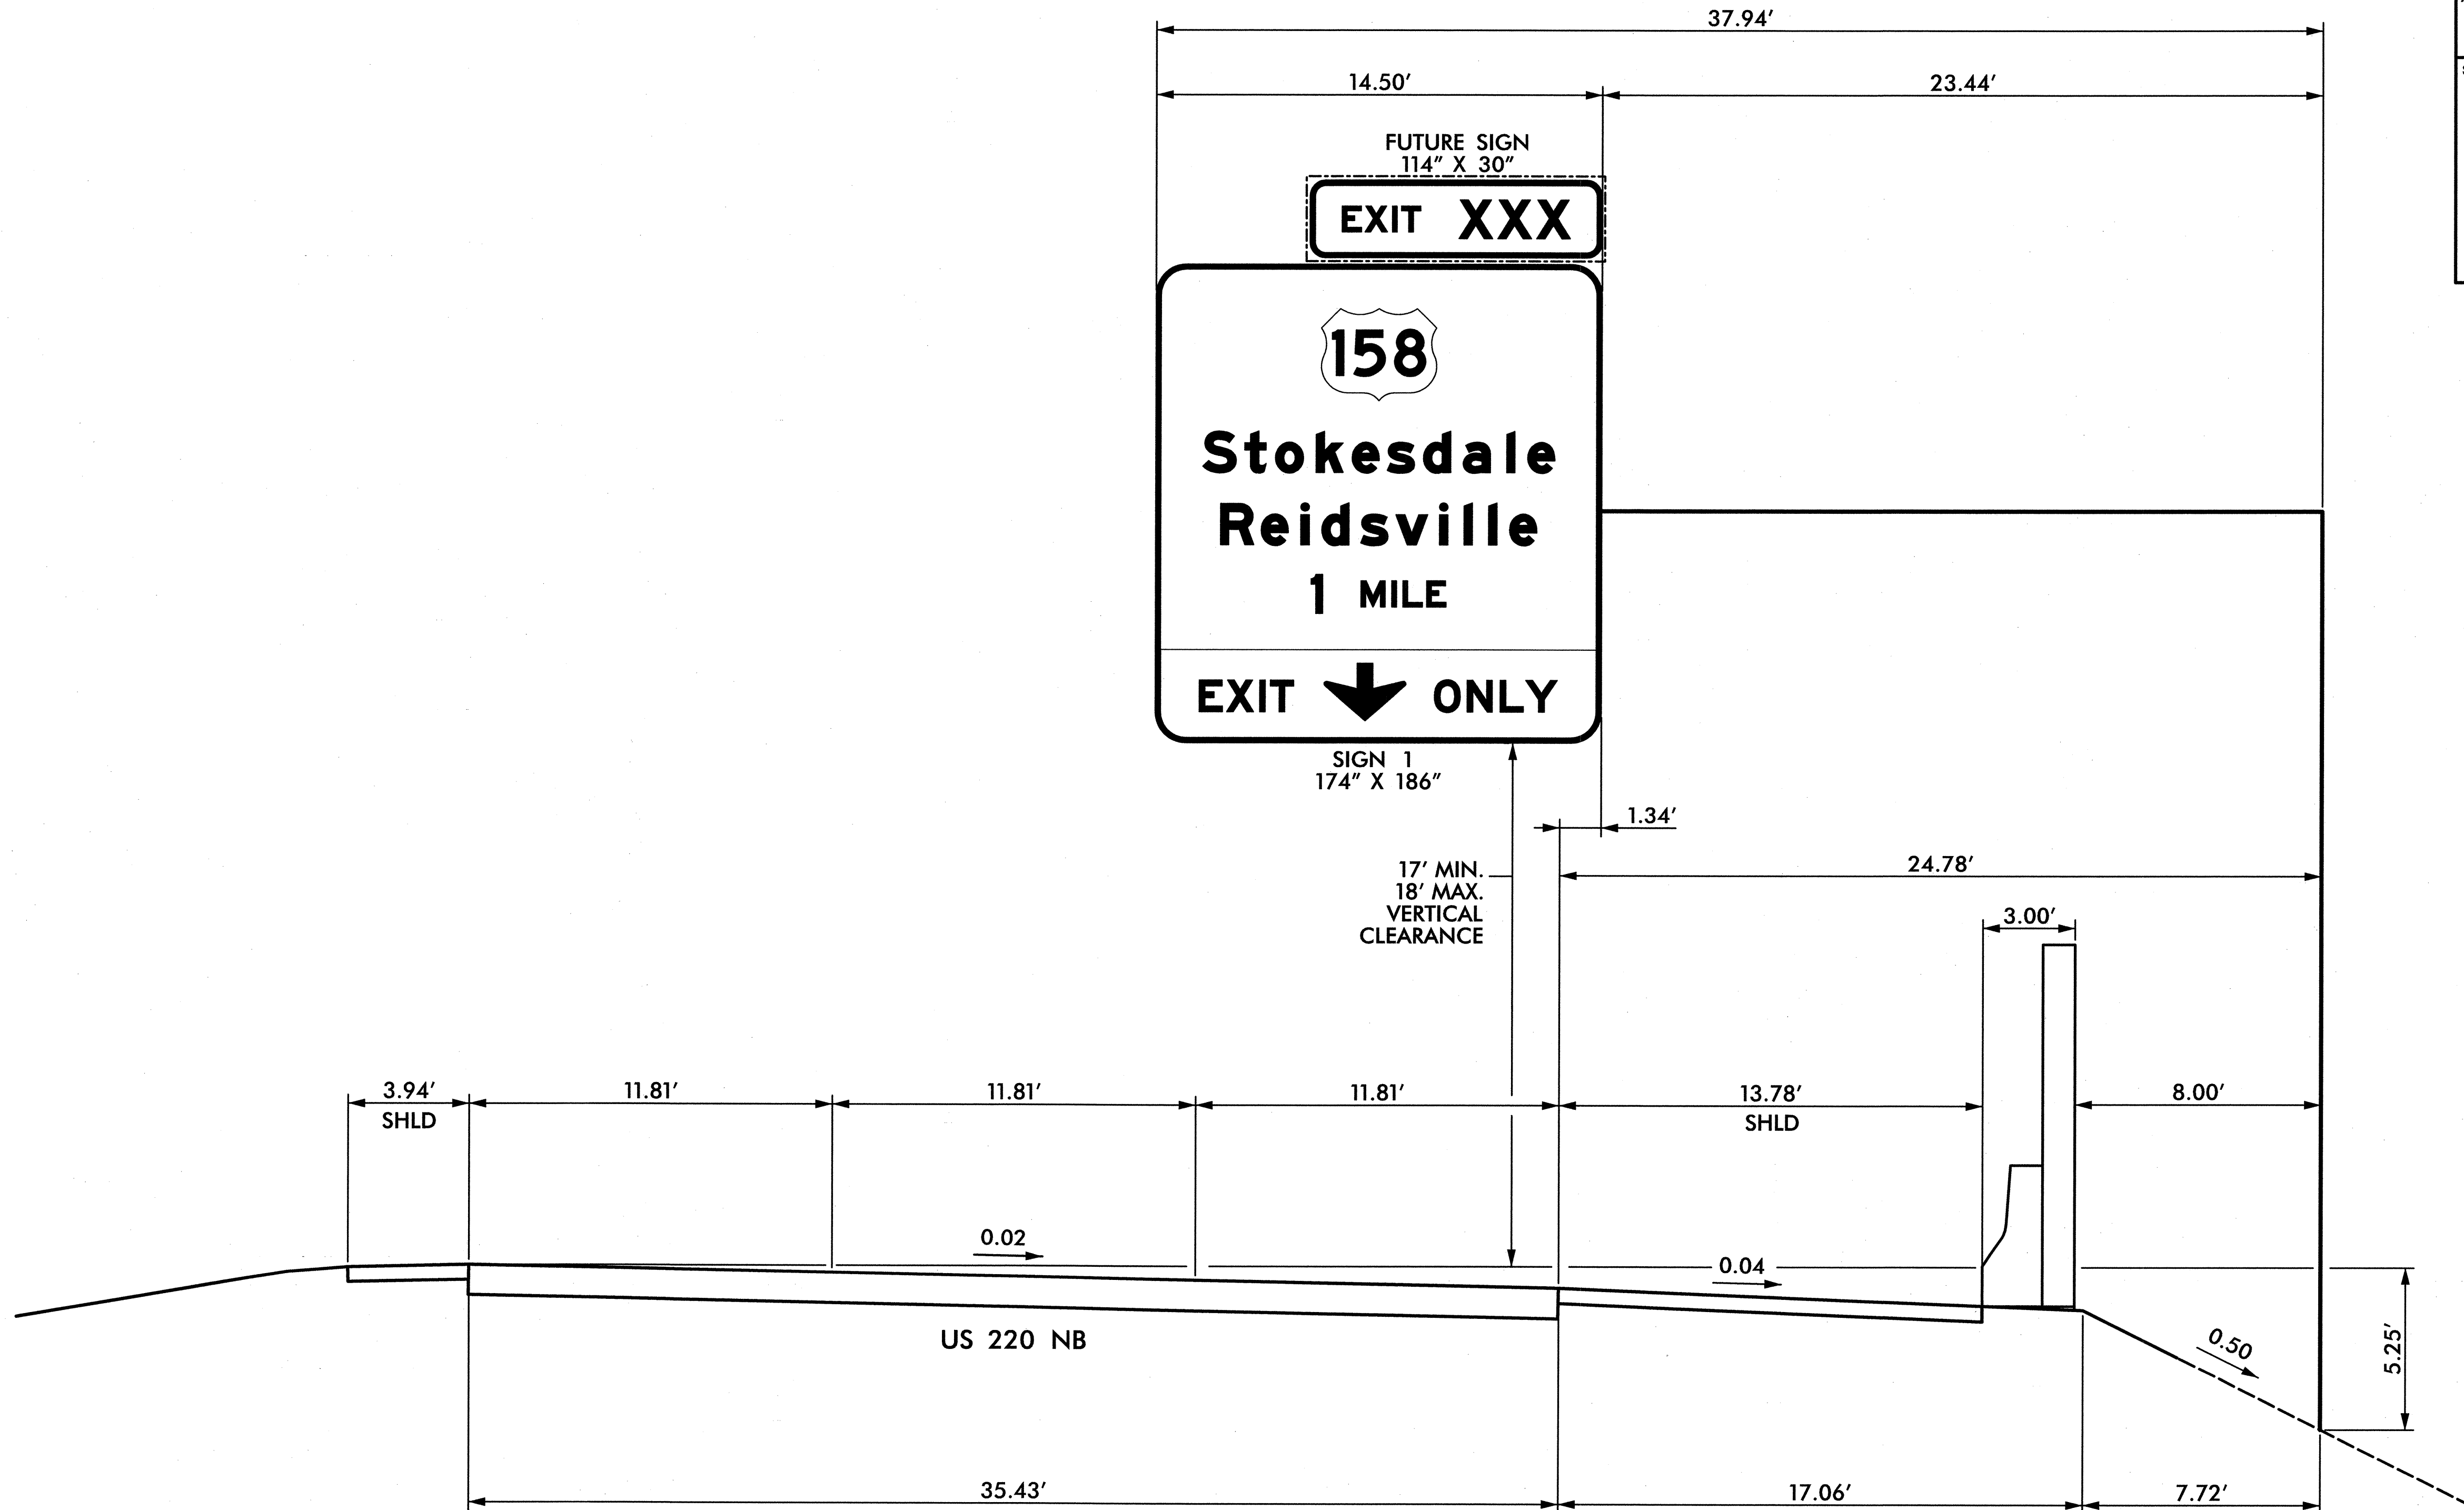 37.94′
14.50′
23.44′
FUTURE SIGN
114″ X 30″
EXIT XXX
158
Stokesdale
Reidsville
1 MILE
EXIT ONLY
SIGN 1
174″ X 186″
1.34′
17′ MIN.
18′ MAX.
VERTICAL
CLEARANCE
24.78′
3.00′
3.94′
SHLD
11.81′
11.81′
11.81′
13.78′
SHLD
8.00′
0.02
0.04
US 220 NB
0.50
5.25′
35.43′
17.06′
7.72′